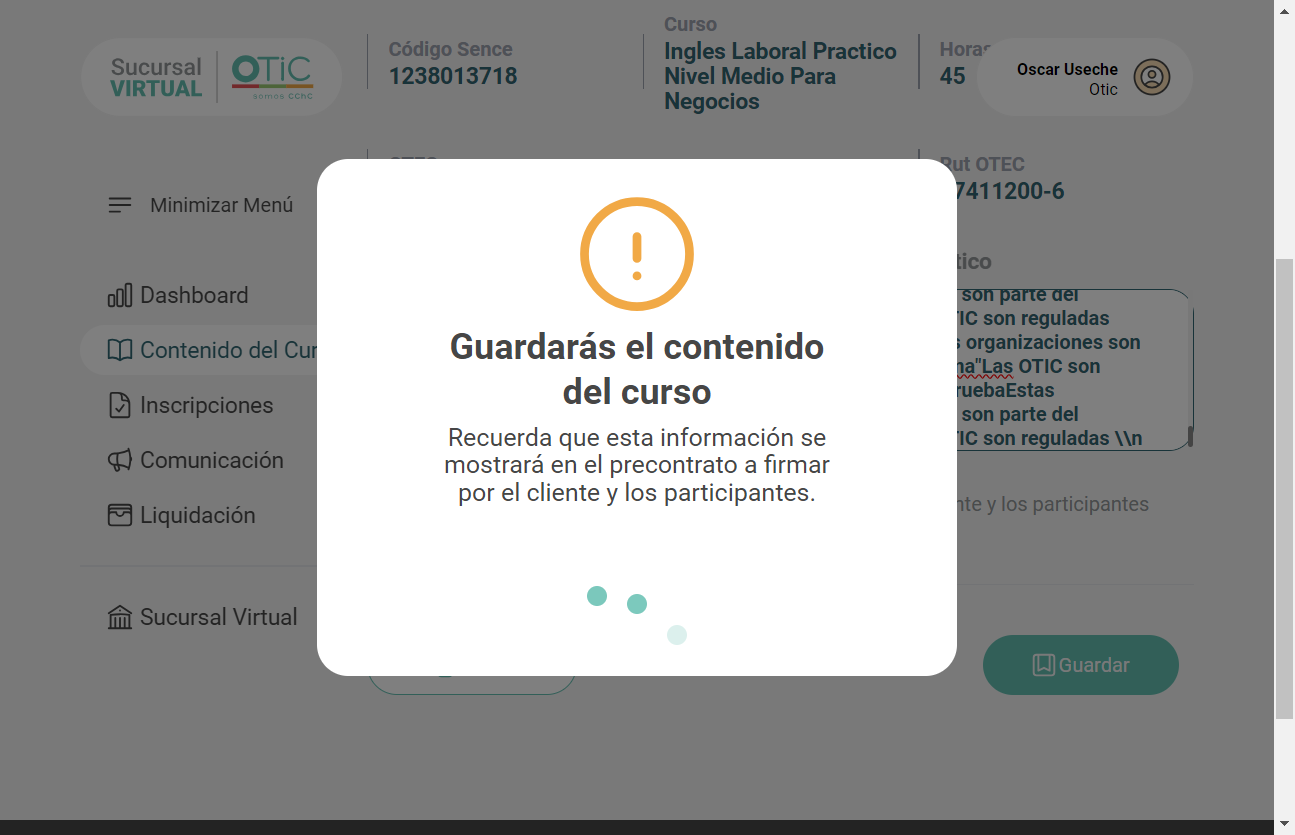 Sucursal
VIRTUAL
OTIC
somos CChC
Código Sence
1238013718
Curso
Ingles Laboral Practico
Nivel Medio Para
Negocios
Horas
45
Oscar Useche
Otic
Rut OTEC
7411200-6
Minimizar Menú
Dashboard
Contenido del Cur
Inscripciones
Comunicación
Liquidación
Sucursal Virtual
Guardarás el contenido
del curso
Recuerda que esta información se
mostrará en el precontrato a firmar
por el cliente y los participantes.
tico
son parte del
TIC son reguladas
s organizaciones son
na"Las OTIC son
ruebaEstas
son parte del
TIC son reguladas \\n
nte y los participantes
Guardar